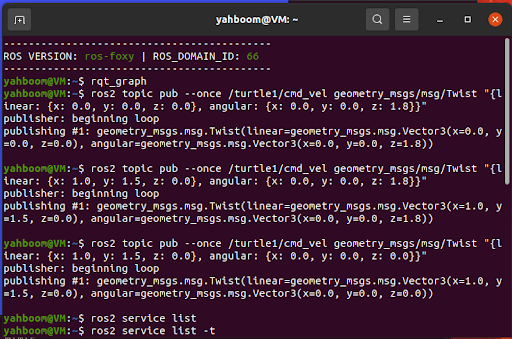 yahboom@VM: ~
----------------------------------------
ROS VERSION: ros-foxy | ROS_DOMAIN_ID: 66
----------------------------------------
yahboom@VM:~$ rqt_graph
yahboom@VM:~$ ros2 topic pub --once /turtle1/cmd_vel geometry_msgs/msg/Twist "{l
inear: {x: 0.0, y: 0.0, z: 0.0}, angular: {x: 0.0, y: 0.0, z: 1.8}}"
publisher: beginning loop
publishing #1: geometry_msgs.msg.Twist(linear=geometry_msgs.msg.Vector3(x=0.0, y
=0.0, z=0.0), angular=geometry_msgs.msg.Vector3(x=0.0, y=0.0, z=1.8))
yahboom@VM:~$ ros2 topic pub --once /turtle1/cmd_vel geometry_msgs/msg/Twist "{l
inear: {x: 1.0, y: 1.5, z: 0.0}, angular: {x: 0.0, y: 0.0, z: 1.8}}"
publisher: beginning loop
publishing #1: geometry_msgs.msg.Twist(linear=geometry_msgs.msg.Vector3(x=1.0, y
=1.5, z=0.0), angular=geometry_msgs.msg.Vector3(x=0.0, y=0.0, z=1.8))
yahboom@VM:~$ ros2 topic pub --once /turtle1/cmd_vel geometry_msgs/msg/Twist "{l
inear: {x: 1.0, y: 1.5, z: 0.0}, angular: {x: 0.0, y: 0.0, z: 0.0}}"
publisher: beginning loop
publishing #1: geometry_msgs.msg.Twist(linear=geometry_msgs.msg.Vector3(x=1.0, y
=1.5, z=0.0), angular=geometry_msgs.msg.Vector3(x=0.0, y=0.0, z=0.0))
yahboom@VM:~$ ros2 service list
yahboom@VM:~$ ros2 service list -t